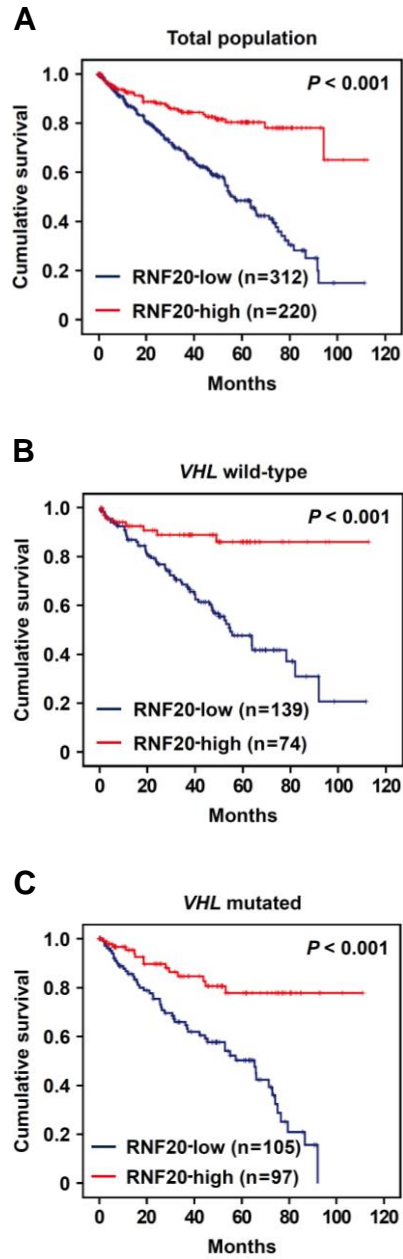 A
Total population
P < 0.001
Cumulative survival
1.0
0.8
0.6
0.4
0.2
0
RNF20-low (n=312)
RNF20-high (n=220)
0 20 40 60 80 100 120
Months
B
VHL wild-type
P < 0.001
Cumulative survival
1.0
0.8
0.6
0.4
0.2
0
RNF20-low (n=139)
RNF20-high (n=74)
0 20 40 60 80 100 120
Months
C
VHL mutated
P < 0.001
Cumulative survival
1.0
0.8
0.6
0.4
0.2
0
RNF20-low (n=105)
RNF20-high (n=97)
0 20 40 60 80 100 120
Months